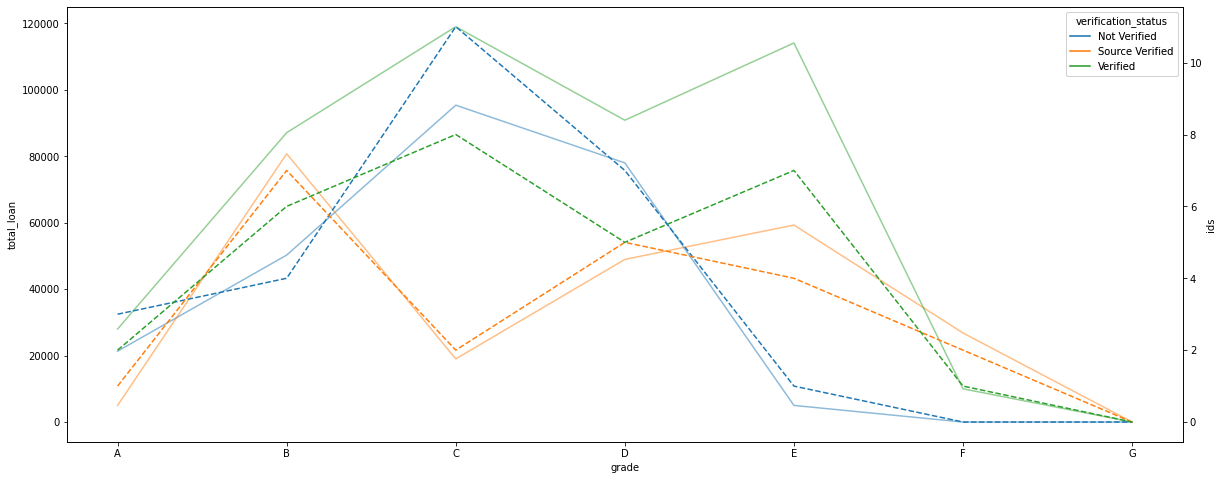 verification_status
Not Verified
Source Verified
Verified
120000
100000
80000
60000
40000
20000
0
total_loan
10
8
6
4
2
0
ids
A B C D E F G
grade